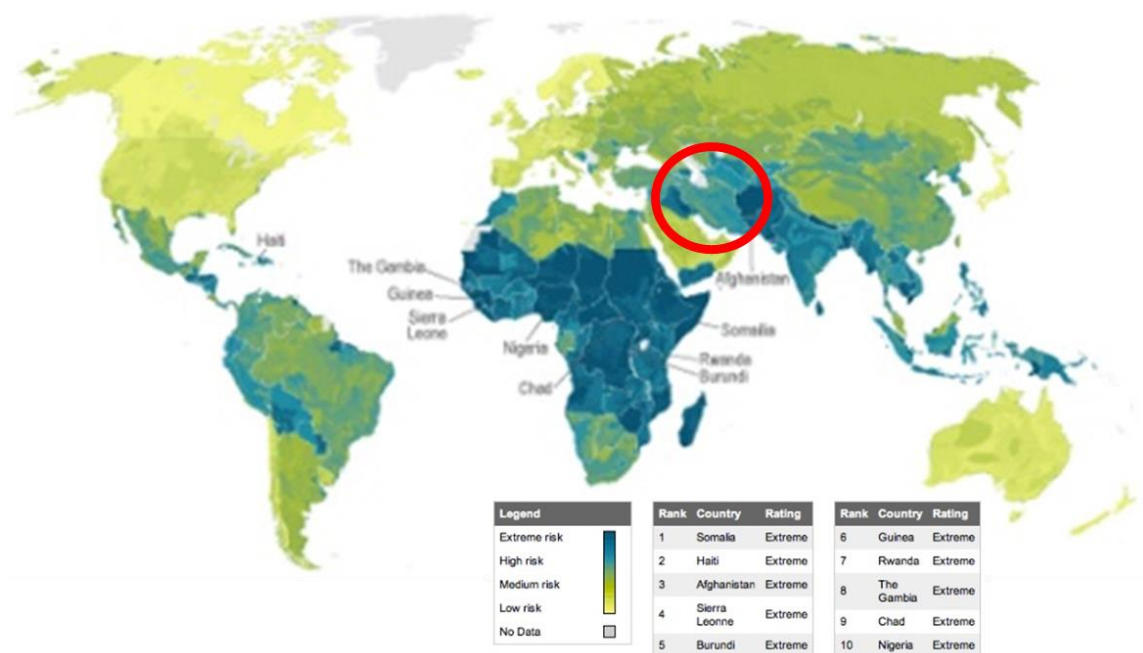 Haiti
The Gambia
Guinea
Sierra
Leone
Nigeria
Chad
Afghanistan
Somailia
Rwanda
Burundi
Legend
Extreme risk
High risk
Medium risk
Low risk
No Data
Rank Country Rating
1 Somalia Extreme
2 Haiti Extreme
3 Afghanistan Extreme
4 Sierra Leonne Extreme
5 Burundi Extreme
Rank Country Rating
6 Guinea Extreme
7 Rwanda Extreme
8 The Gambia Extreme
9 Chad Extreme
10 Nigeria Extreme